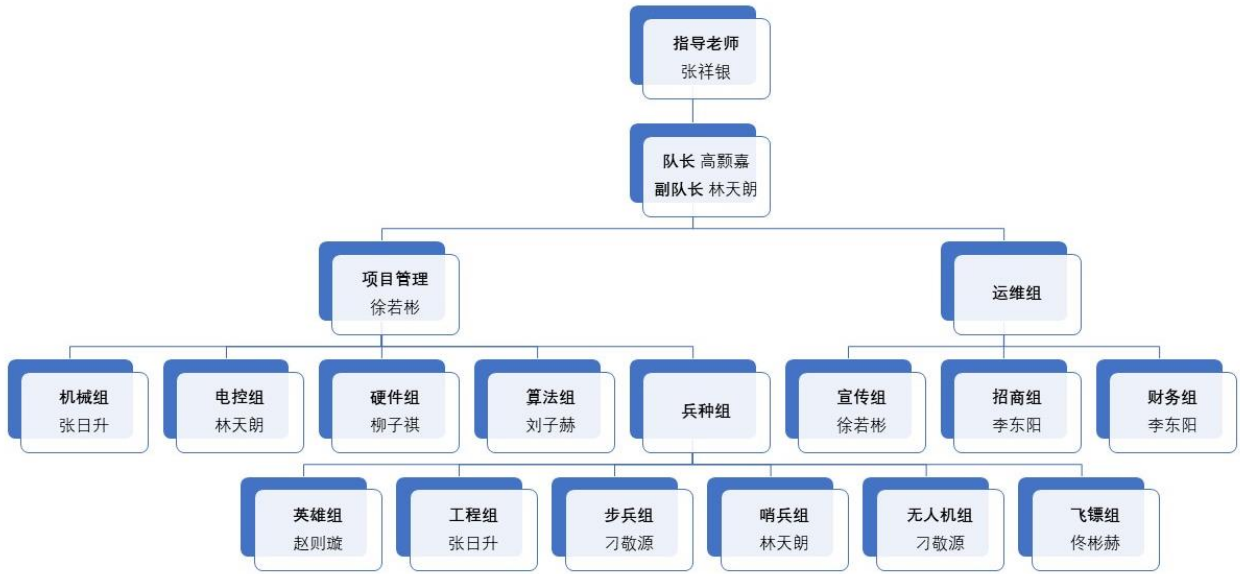 指导老师
张祥银
队长 高颢嘉
副队长 林天朗
项目管理
徐若彬
运维组
机械组
张日升
电控组
林天朗
硬件组
柳子祺
算法组
刘子赫
兵种组
宣传组
徐若彬
招商组
李东阳
财务组
李东阳
英雄组
赵则璇
工程组
张日升
步兵组
刁敬源
哨兵组
林天朗
无人机组
刁敬源
飞镖组
佟彬赫